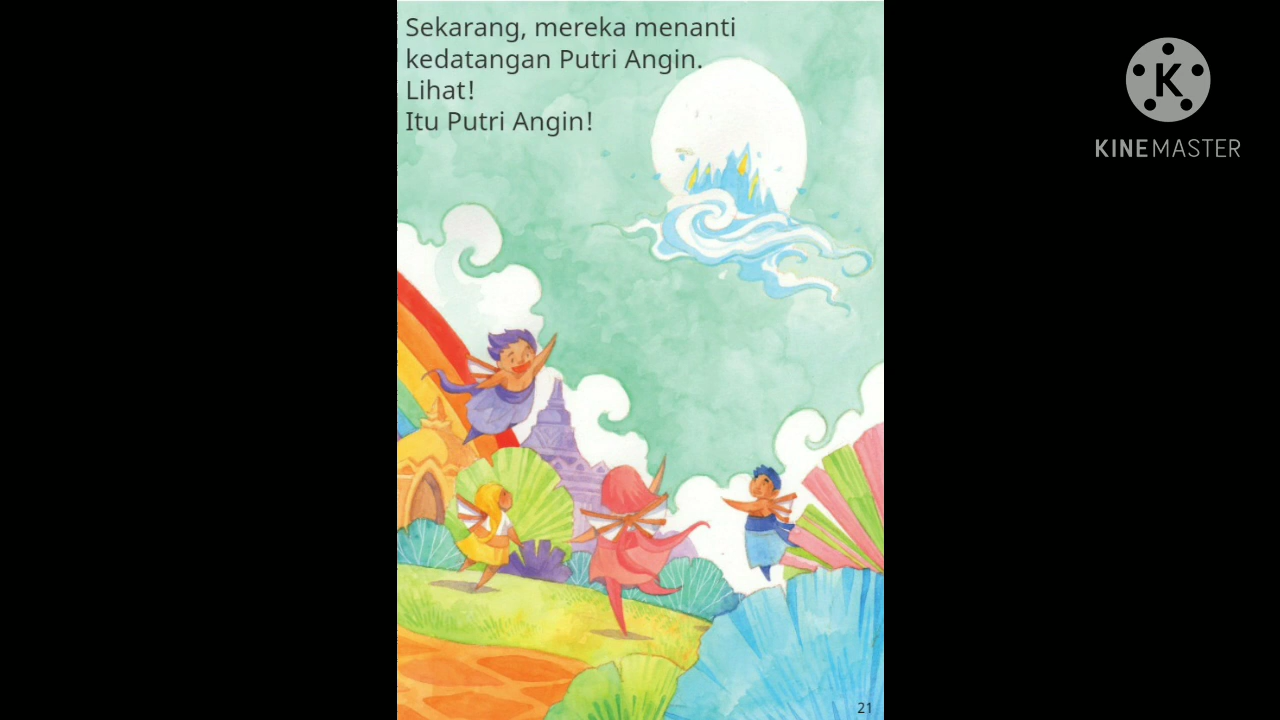 Sekarang, mereka menanti
kedatangan Putri Angin.
Lihat!
Itu Putri Angin!
K
KINEMASTER
21